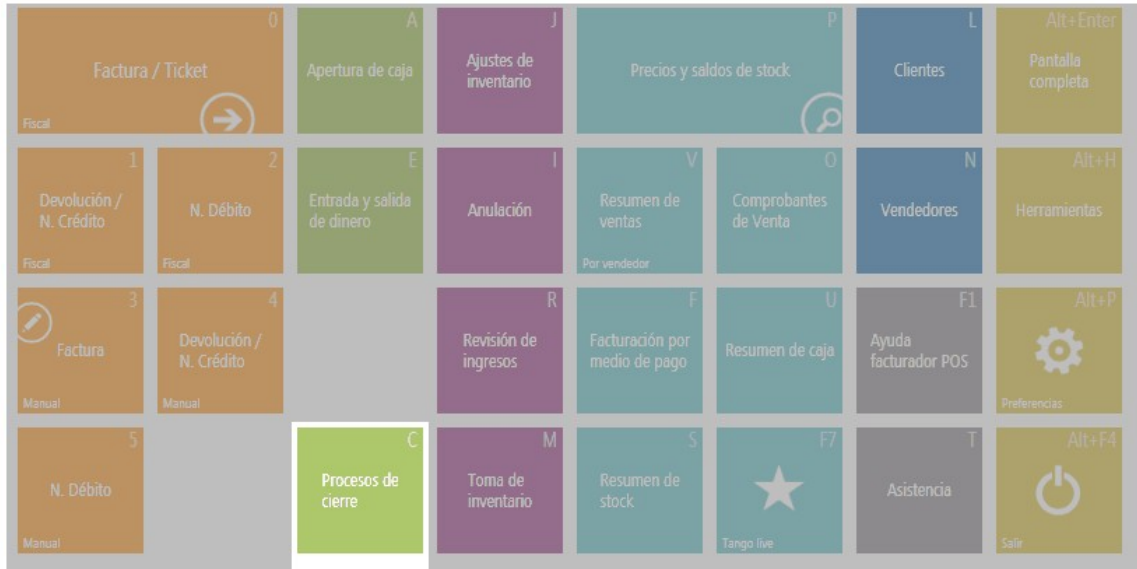 0
Factura / Ticket
Fiscal
A
Apertura de caja
J
Ajustes de
inventario
P
Precios y saldos de stock
L
Clientes
Alt+Enter
Pantalla
completa
1
Devolución /
N. Crédito
Fiscal
2
N. Débito
Fiscal
E
Entrada y salida
de dinero
I
Anulación
V
Resumen de
ventas
Por vendedor
O
Comprobantes
de Venta
N
Vendedores
Alt+H
Herramientas
3
Factura
Manual
4
Devolución /
N. Crédito
Manual
R
Revisión de
ingresos
F
Facturación por
medio de pago
U
Resumen de caja
F1
Ayuda
facturador POS
Alt+P
Preferencias
5
N. Débito
Manual
C
Procesos de
cierre
M
Toma de
inventario
S
Resumen de
stock
F7
Tango live
T
Asistencia
Alt+F4
Salir